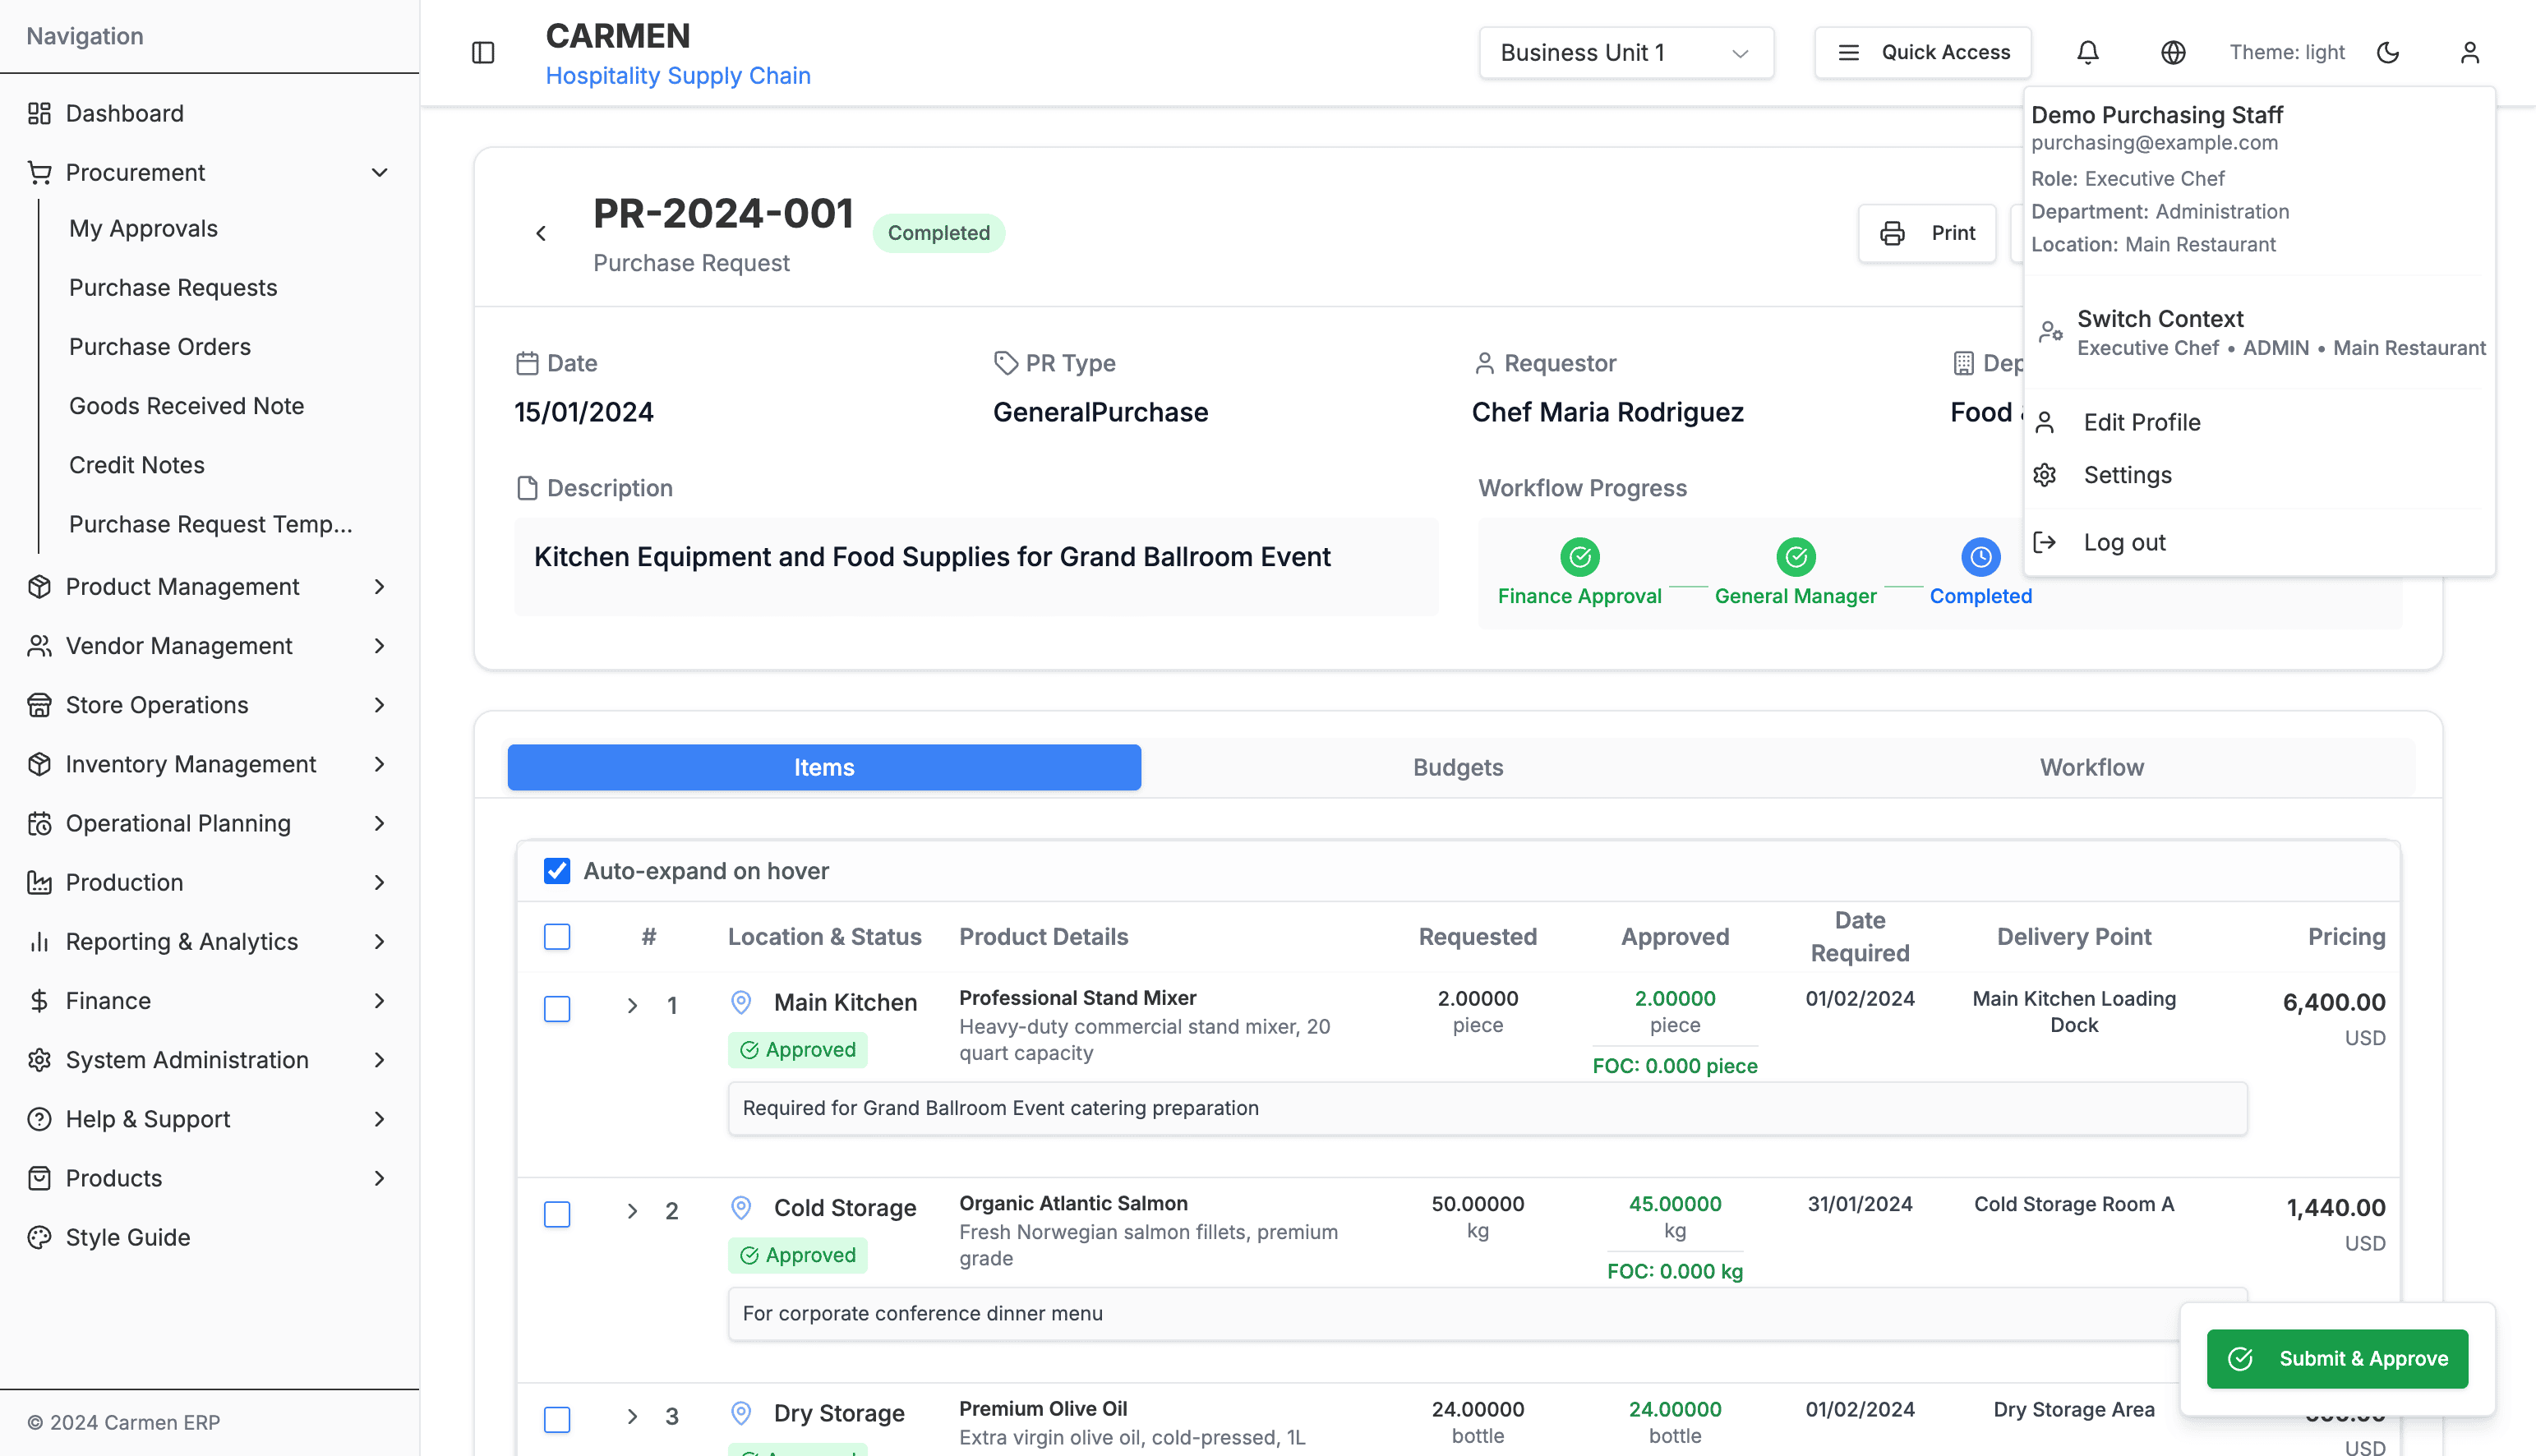 Navigation
Dashboard
Procurement
My Approvals
Purchase Requests
Purchase Orders
Goods Received Note
Credit Notes
Purchase Request Temp...
Product Management
Vendor Management
Store Operations
Inventory Management
Operational Planning
Production
Reporting & Analytics
Finance
System Administration
Help & Support
Products
Style Guide
© 2024 Carmen ERP
CARMEN
Hospitality Supply Chain
Business Unit 1
Quick Access
Theme: light
Demo Purchasing Staff
purchasing@example.com
Role: Executive Chef
Department: Administration
Location: Main Restaurant
Switch Context
Executive Chef • ADMIN • Main Restaurant
Edit Profile
Settings
Log out
PR-2024-001
Completed
Purchase Request
Print
Date
PR Type
Requestor
Dep
15/01/2024
GeneralPurchase
Chef Maria Rodriguez
Food
Description
Kitchen Equipment and Food Supplies for Grand Ballroom Event
Workflow Progress
Finance Approval
General Manager
Completed
Items
Budgets
Workflow
Auto-expand on hover
# Location & Status Product Details Requested Approved Date Required Delivery Point Pricing
1 Main Kitchen Professional Stand Mixer 2.00000 2.00000 01/02/2024 Main Kitchen Loading 6,400.00
Heavy-duty commercial stand mixer, 20 piece piece Dock USD
Approved quart capacity
FOC: 0.000 piece
Required for Grand Ballroom Event catering preparation
2 Cold Storage Organic Atlantic Salmon 50.00000 45.00000 31/01/2024 Cold Storage Room A 1,440.00
Fresh Norwegian salmon fillets, premium kg kg USD
Approved grade
FOC: 0.000 kg
For corporate conference dinner menu
3 Dry Storage Premium Olive Oil 24.00000 24.00000 01/02/2024 Dry Storage Area
Extra virgin olive oil, cold-pressed, 1L bottle bottle USD
Submit & Approve